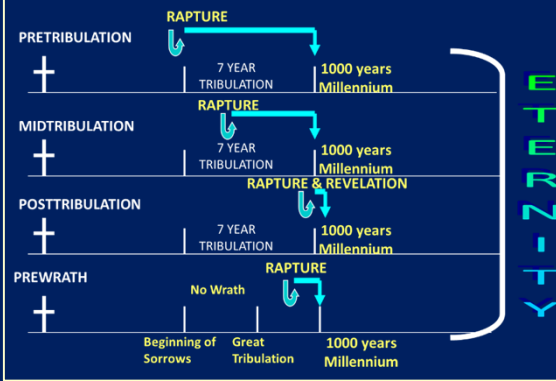 RAPTURE
PRETRIBULATION
7 YEAR
TRIBULATION
1000 years
Millennium
RAPTURE
MIDTRIBULATION
7 YEAR
TRIBULATION
1000 years
Millennium
RAPTURE & REVELATION
POSTTRIBULATION
7 YEAR
TRIBULATION
1000 years
Millennium
RAPTURE
PREWRATH
No Wrath
Beginning of
Sorrows
Great
Tribulation
1000 years
Millennium
ETERNITY